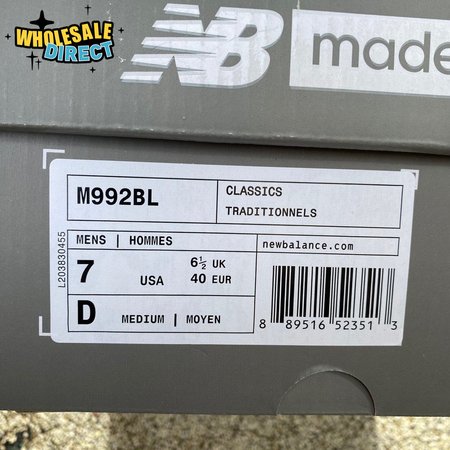 WHOLESALE
DIRECT
NB made
M992BL
CLASSICS
TRADITIONNELS
MENS | HOMMES
7 USA 6½ UK
40 EUR
D MEDIUM | MOYEN
newbalance.com
8 89516 52351 3
L203830455